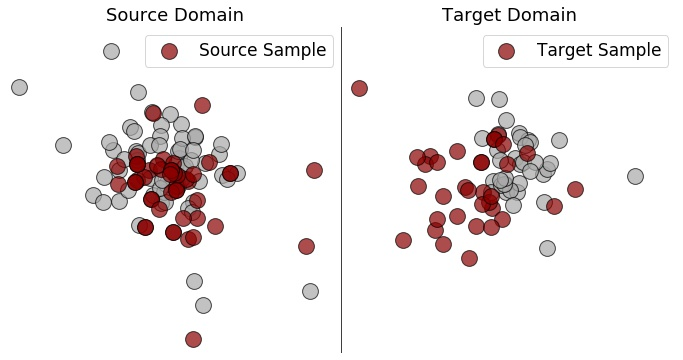 Source Domain
Target Domain
Source Sample
Target Sample